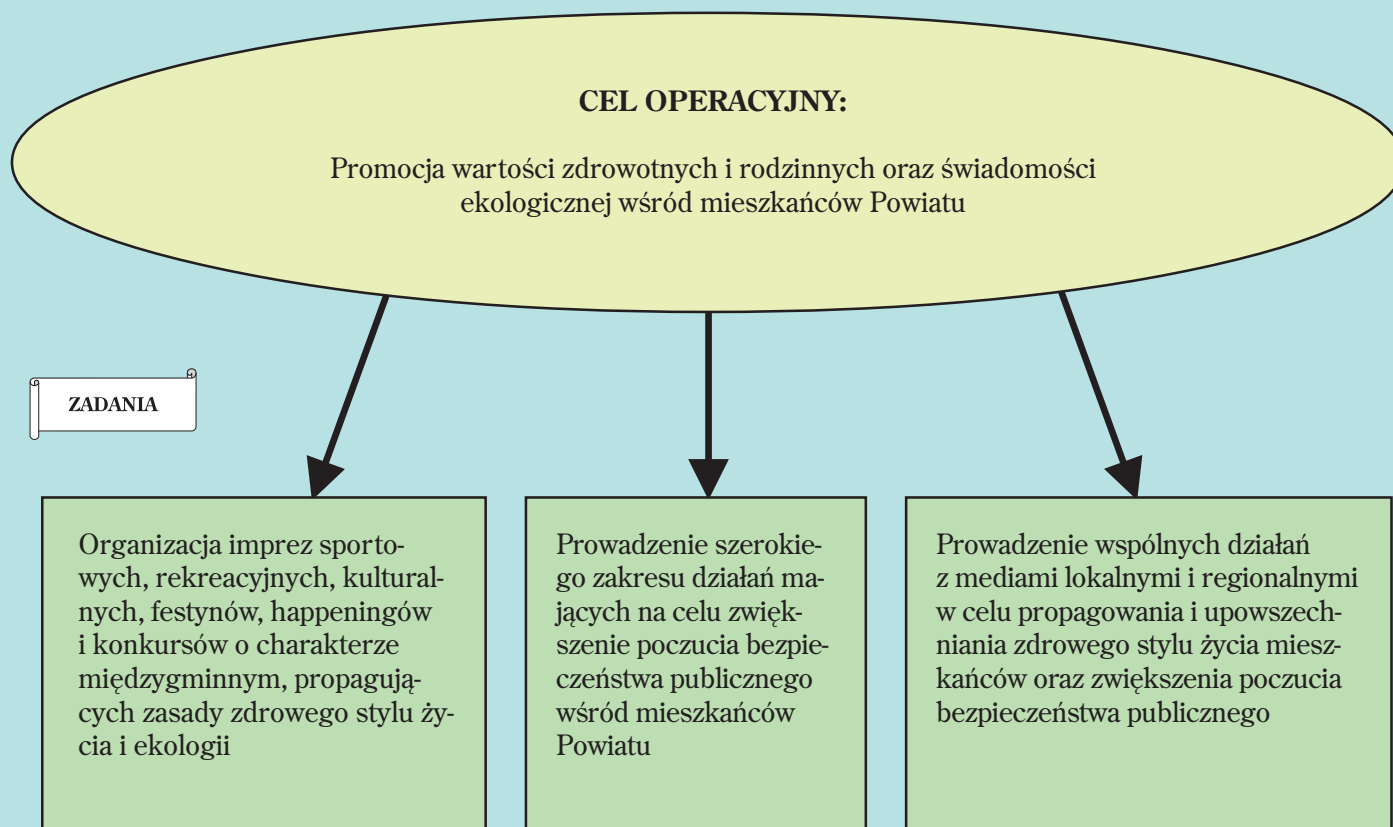 CEL OPERACYJNY:
Promocja wartości zdrowotnych i rodzinnych oraz świadomości
ekologicznej wśród mieszkańców Powiatu
ZADANIA
Organizacja imprez sporto-
wych, rekreacyjnych, kultural-
nych, festynów, happeningów
i konkursów o charakterze
międzygminnym, propagują-
cych zasady zdrowego stylu ży-
cia i ekologii
Prowadzenie szerokie-
go zakresu działań ma-
jących na celu zwięk-
szenie poczucia bezpie-
czeństwa publicznego
wśród mieszkańców
Powiatu
Prowadzenie wspólnych działań
z mediami lokalnymi i regionalnymi
w celu propagowania i upowszech-
niania zdrowego stylu życia miesz-
kańców oraz zwiększenia poczucia
bezpieczeństwa publicznego